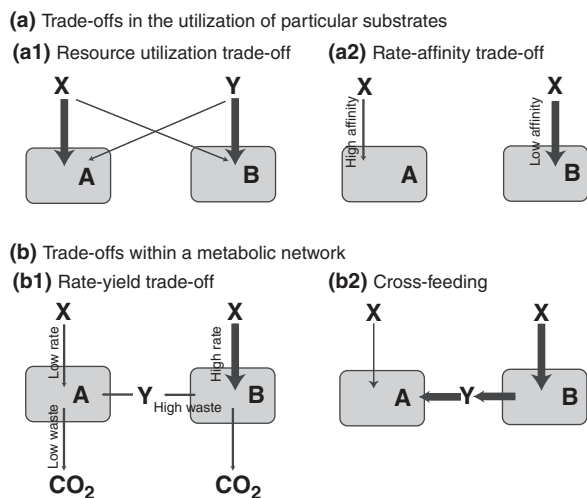 (a) Trade-offs in the utilization of particular substrates
(a1) Resource utilization trade-off
X
Y
A
B
(a2) Rate-affinity trade-off
X
X
High affinity
Low affinity
A
B
(b) Trade-offs within a metabolic network
(b1) Rate-yield trade-off
X
X
Low rate
High rate
A
Y
B
High waste
Low waste
CO₂
CO₂
(b2) Cross-feeding
X
X
A
Y
B